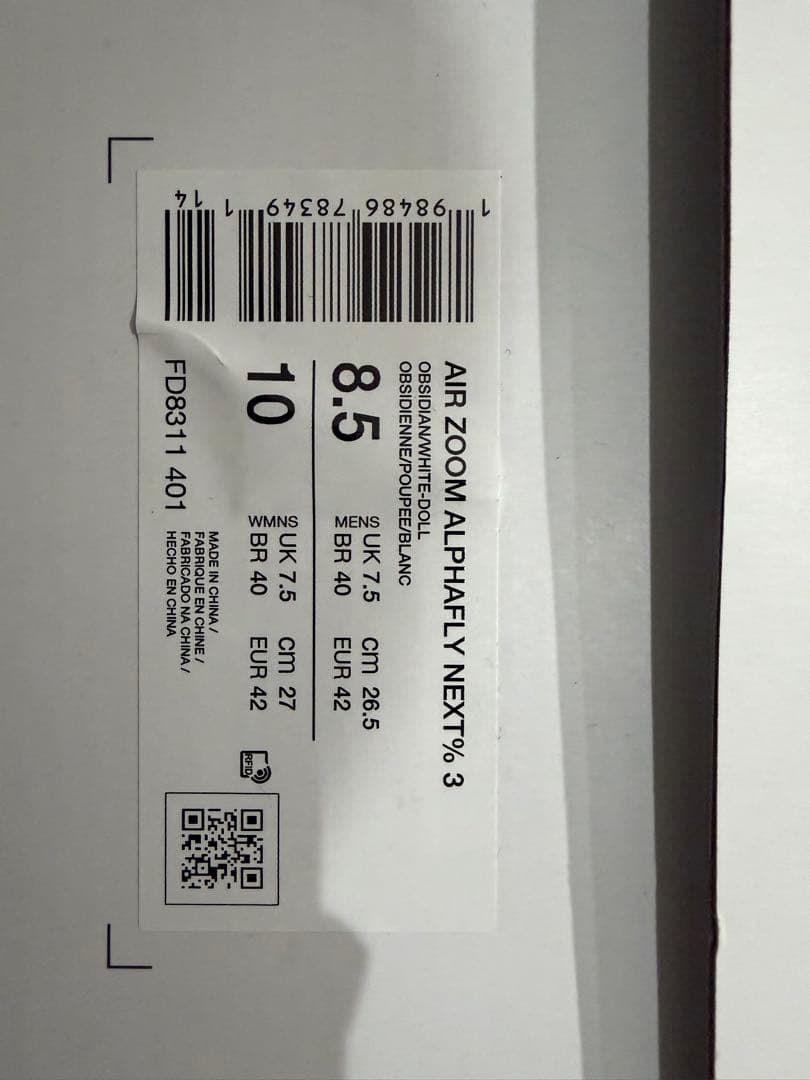 AIR ZOOM ALPHAFLY NEXT% 3
OBSIDIAN/WHITE-DOLL
OBSIDIENNE/POUPEE/BLANC
8.5 MENS UK 7.5 cm 26.5
BR 40 EUR 42
10 WMNS UK 7.5 cm 27
BR 40 EUR 42
RFID
FD8311 401
MADE IN CHINA /
FABRIQUE EN CHINE /
FABRICADO NA CHINA /
HECHO EN CHINA
1 98486 78349 1 14